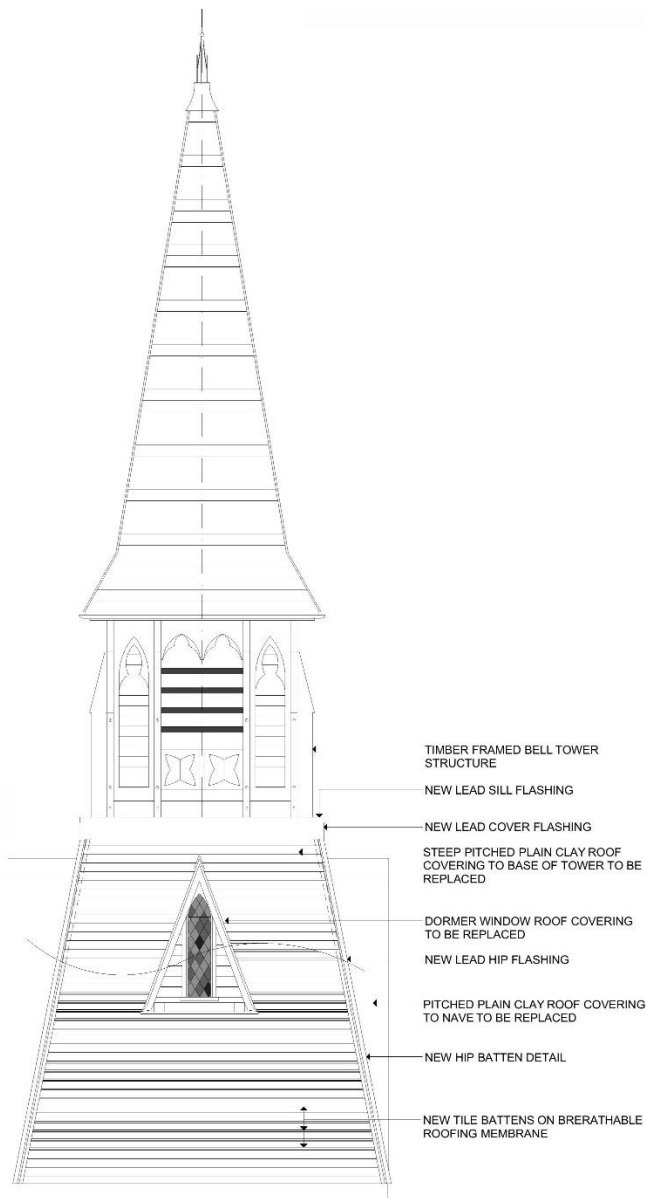 TIMBER FRAMED BELL TOWER
STRUCTURE
NEW LEAD SILL FLASHING
NEW LEAD COVER FLASHING
STEEP PITCHED PLAIN CLAY ROOF
COVERING TO BASE OF TOWER TO BE
REPLACED
DORMER WINDOW ROOF COVERING
TO BE REPLACED
NEW LEAD HIP FLASHING
PITCHED PLAIN CLAY ROOF COVERING
TO NAVE TO BE REPLACED
NEW HIP BATTEN DETAIL
NEW TILE BATTENS ON BRERATHABLE
ROOFING MEMBRANE